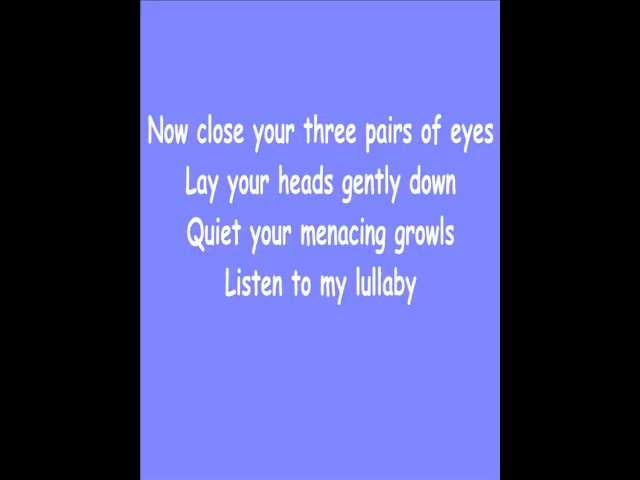 Now close your three pairs of eyes
Lay your heads gently down
Quiet your menacing growls
Listen to my lullaby